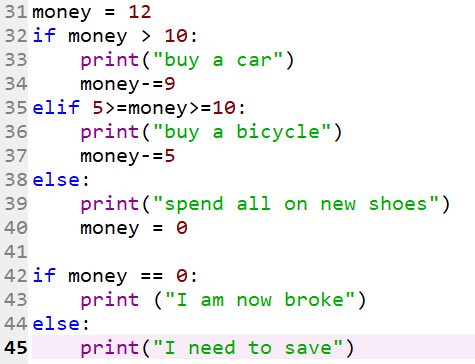 31 money = 12
32 if money > 10:
33     print("buy a car")
34     money-=9
35 elif 5>=money>=10:
36     print("buy a bicycle")
37     money-=5
38 else:
39     print("spend all on new shoes")
40     money = 0
41
42 if money == 0:
43     print ("I am now broke")
44 else:
45     print("I need to save")